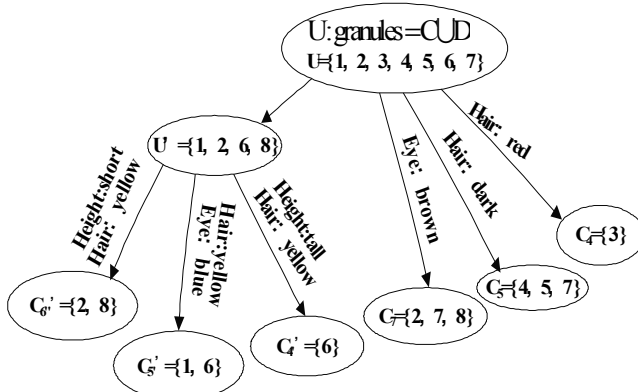 U:granules=C∪D
U={1, 2, 3, 4, 5, 6, 7}
U' ={1, 2, 6, 8}
Height:short
Hair: yellow
Hair:yellow
Eye: blue
Height:tall
Hair: yellow
Eye: brown
Hair: dark
Hair: red
C6''={2, 8}
C5'={1, 6}
C4'={6}
C7={2, 7, 8}
C5={4, 5, 7}
C4={3}